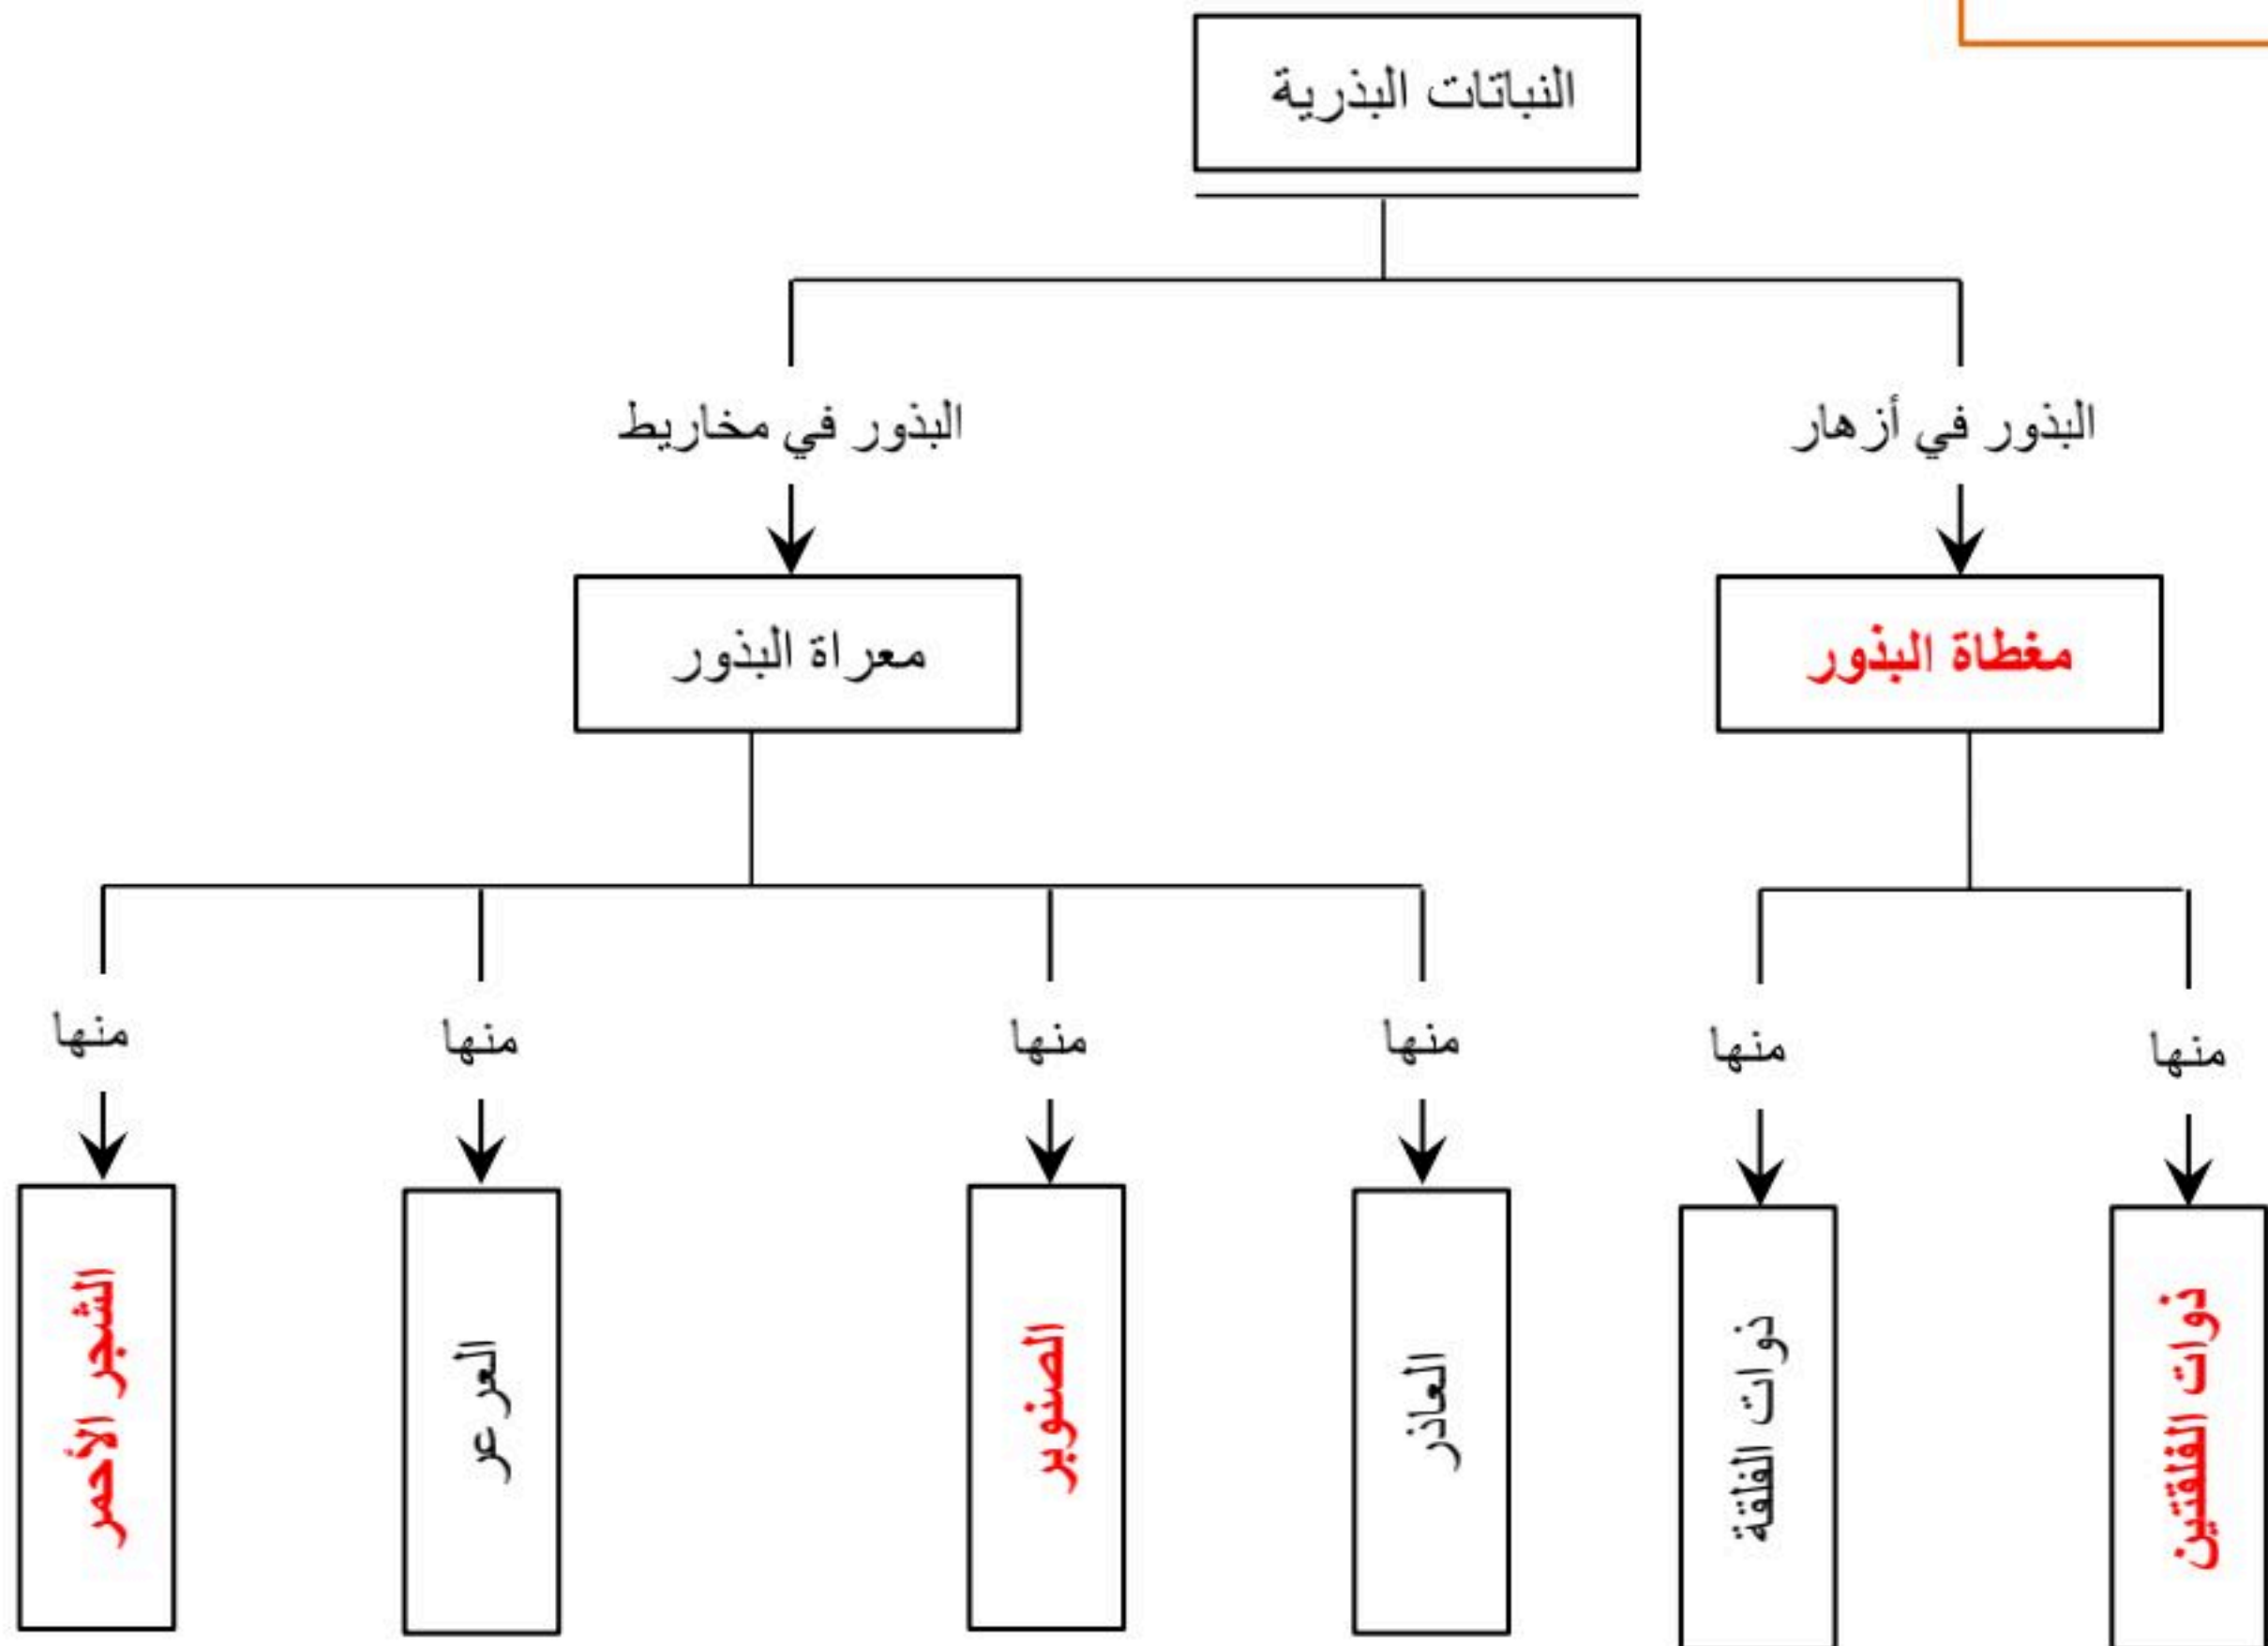 النباتات البذرية
البذور في أزهار
البذور في مخاريط
مغطاة البذور
معراة البذور
منها
منها
منها
منها
منها
منها
ذوات الفلقتين
ذوات الفلقة
العاذر
الصنوبر
العرعر
الشجر الأحمر